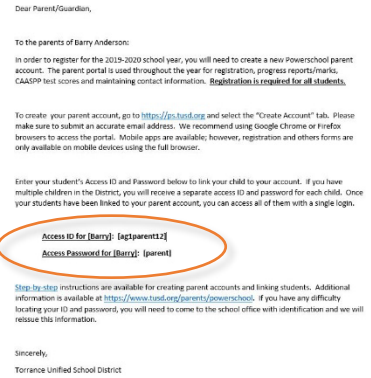 Dear Parent/Guardian,
To the parents of Barry Anderson:
In order to register for the 2019-2020 school year, you will need to create a new Powerschool parent
account. The parent portal is used throughout the year for registration, progress reports/marks,
CAASPP test scores and maintaining contact information. Registration is required for all students.
To create your parent account, go to https://ps.tusd.org and select the "Create Account" tab. Please
make sure to submit an accurate email address. We recommend using Google Chrome or Firefox
browsers to access the portal. Mobile apps are available; however, registration and others forms are
only available on mobile devices using the full browser.
Enter your student's Access ID and Password below to link your child to your account. If you have
multiple children in the District, you will receive a separate access ID and password for each child. Once
your students have been linked to your parent account, you can access all of them with a single login.
Access ID for [Barry]: [ag1parent12]
Access Password for [Barry]: [parent]
Step-by-step instructions are available for creating parent accounts and linking students. Additional
information is available at https://www.tusd.org/parents/powerschool. If you have any difficulty
locating your ID and password, you will need to come to the school office with identification and we will
reissue this information.
Sincerely,
Torrance Unified School District